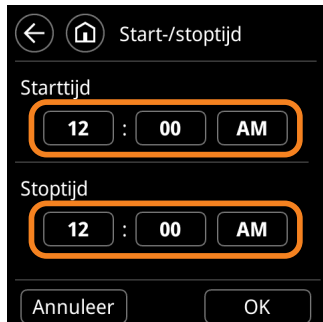 Start-/stoptijd
Starttijd
12 : 00 AM
Stoptijd
12 : 00 AM
Annuleer OK